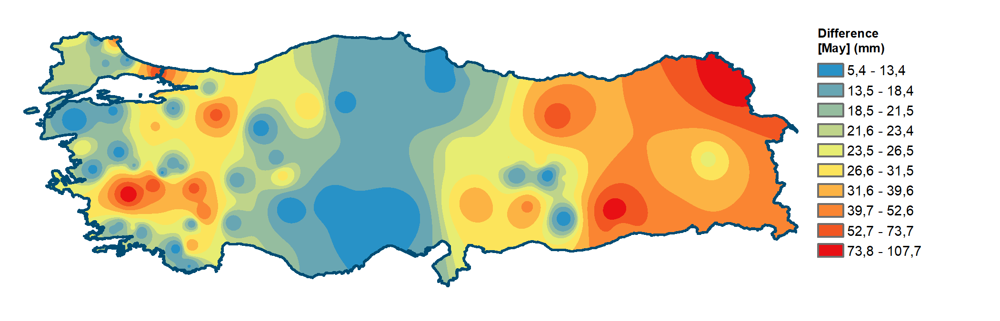 Difference
[May] (mm)
5,4 - 13,4
13,5 - 18,4
18,5 - 21,5
21,6 - 23,4
23,5 - 26,5
26,6 - 31,5
31,6 - 39,6
39,7 - 52,6
52,7 - 73,7
73,8 - 107,7